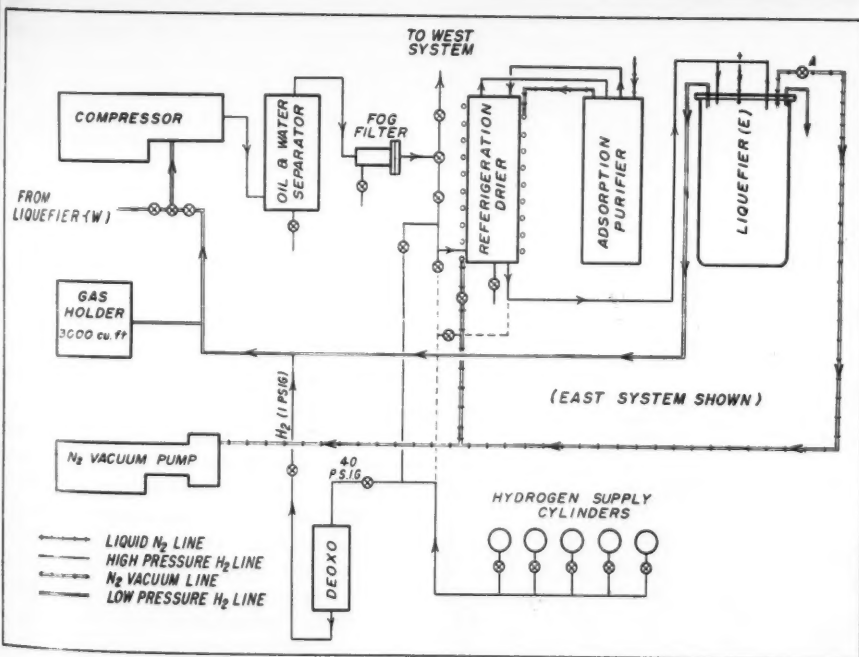 TO WEST
SYSTEM
A
COMPRESSOR
OIL & WATER
SEPARATOR
FOG
FILTER
REFERIGERATION
DRIER
ADSORPTION
PURIFIER
LIQUEFIER (E)
FROM
LIQUEFIER-(W)
GAS
HOLDER
3000 cu. ft
H₂ (1 PSIG)
(EAST SYSTEM SHOWN)
N₂ VACUUM PUMP
40
P.S.IG
HYDROGEN SUPPLY
CYLINDERS
DEOXO
LIQUID N₂ LINE
HIGH PRESSURE H₂ LINE
N₂ VACUUM LINE
LOW PRESSURE H₂ LINE